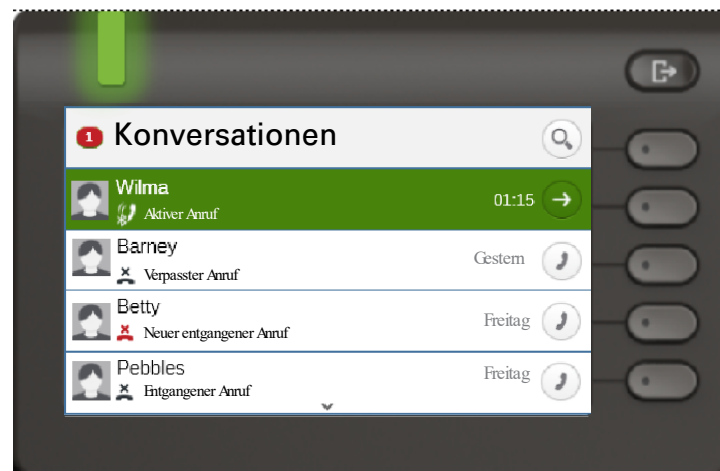 1 Konversationen
Wilma
01:15
Aktiver Anruf
Barney
Gestern
Verpasster Anruf
Betty
Freitag
Neuer entgangener Anruf
Pebbles
Freitag
Entgangener Anruf